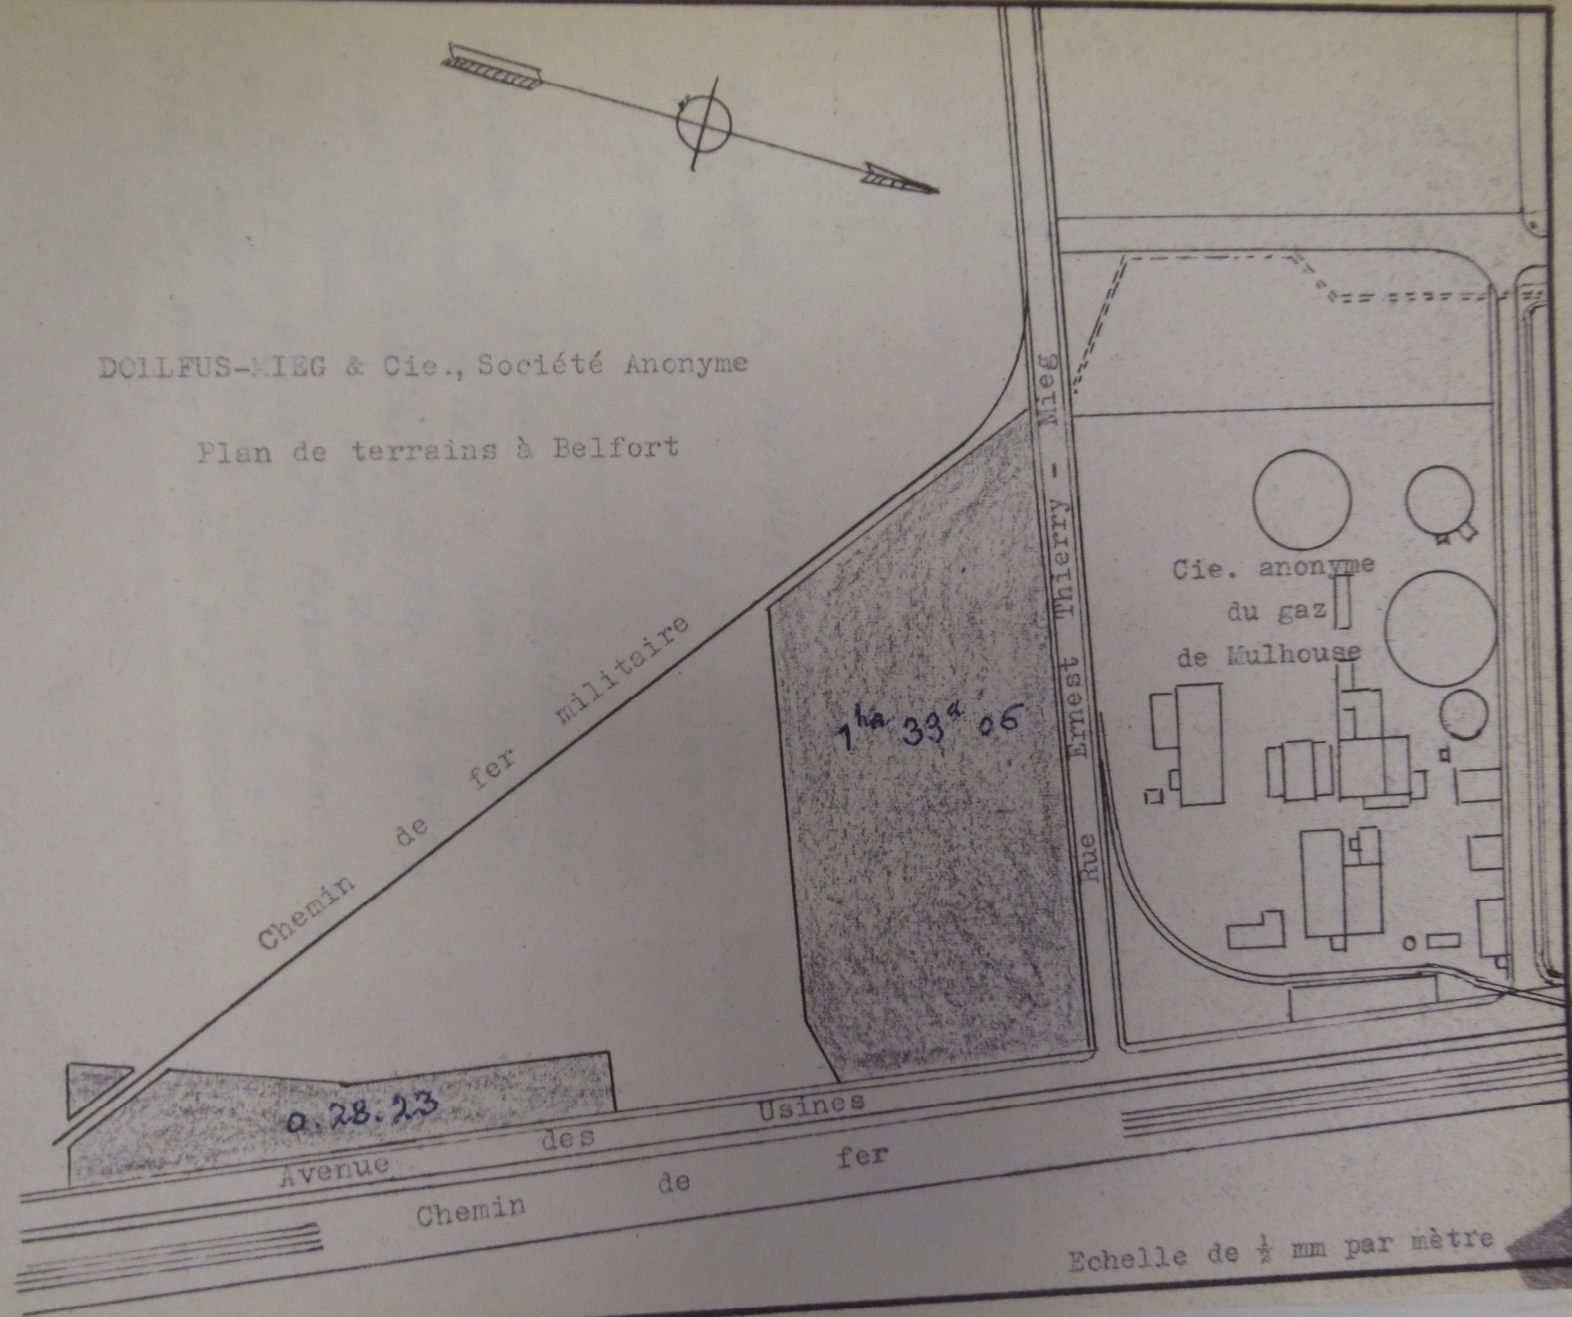 DOLLFUS-MIEG & Cie., Société Anonyme
Plan de terrains à Belfort
Chemin de fer militaire
Rue Ernest Thierry - Mieg
Cie. anonyme
du gaz
de Mulhouse
1ha 33a 06
0.28.23
Avenue des Usines
Chemin de fer
Echelle de ½ mm par mètre